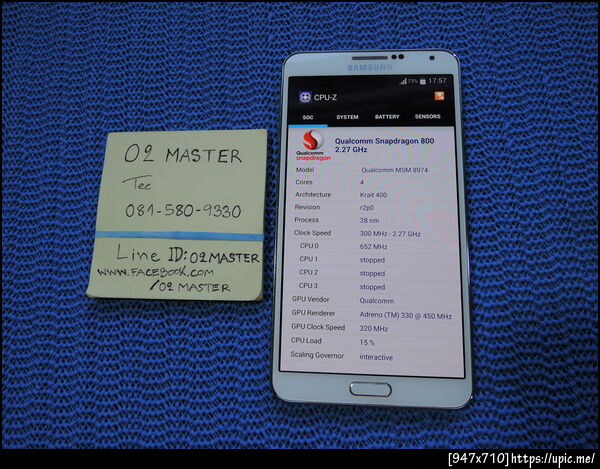 O2 MASTER
Tee
081-580-9330
Line ID: O2MASTER
WWW.FACEBOOK.COM
/O2 MASTER
SAMSUNG
73% 17:57
CPU-Z
SOC SYSTEM BATTERY SENSORS
Qualcomm snapdragon
Qualcomm Snapdragon 800
2.27 GHz
Model Qualcomm MSM 8974
Cores 4
Architecture Krait 400
Revision r2p0
Process 28 nm
Clock Speed 300 MHz - 2.27 GHz
CPU 0 652 MHz
CPU 1 stopped
CPU 2 stopped
CPU 3 stopped
GPU Vendor Qualcomm
GPU Renderer Adreno (TM) 330 @ 450 MHz
GPU Clock Speed 320 MHz
CPU Load 15 %
Scaling Governor interactive
[947x710] https://upic.me/